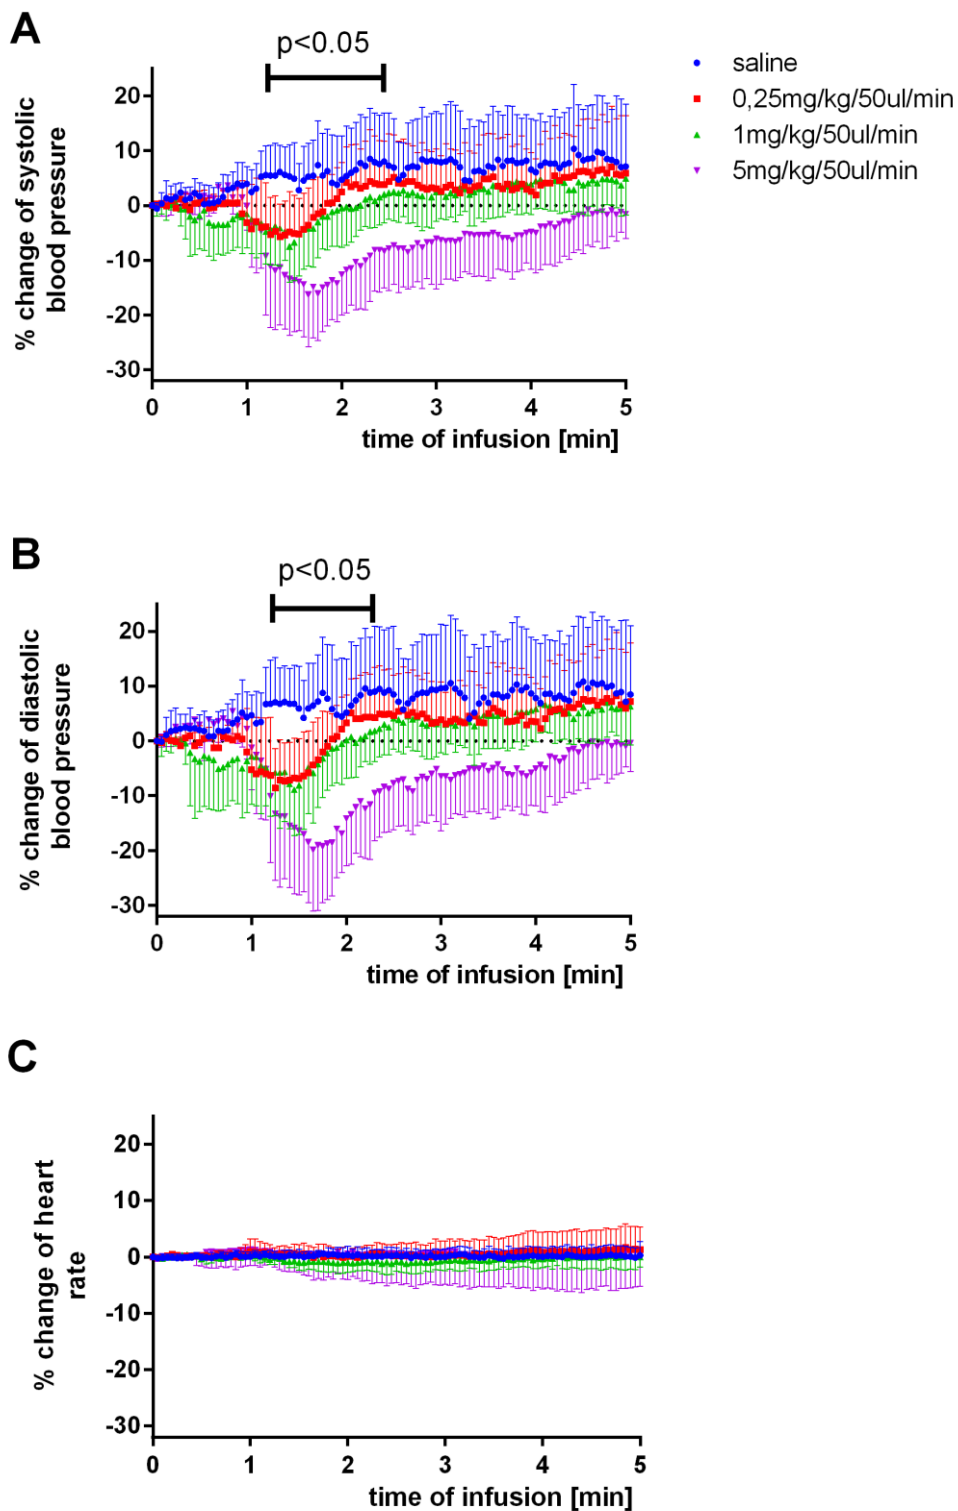 A
p<0.05
saline
0,25mg/kg/50ul/min
1mg/kg/50ul/min
5mg/kg/50ul/min
% change of systolic
blood pressure
20
10
0
-10
-20
-30
0 1 2 3 4 5
time of infusion [min]
B
p<0.05
% change of diastolic
blood pressure
20
10
0
-10
-20
-30
0 1 2 3 4 5
time of infusion [min]
C
% change of heart
rate
20
10
0
-10
-20
-30
0 1 2 3 4 5
time of infusion [min]